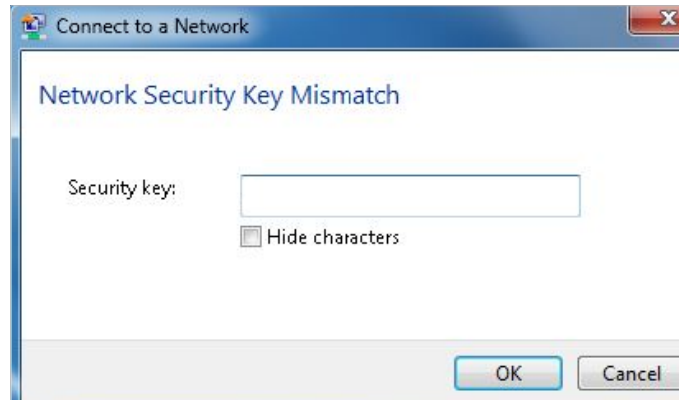 Connect to a Network
Network Security Key Mismatch
Security key:
Hide characters
OK Cancel